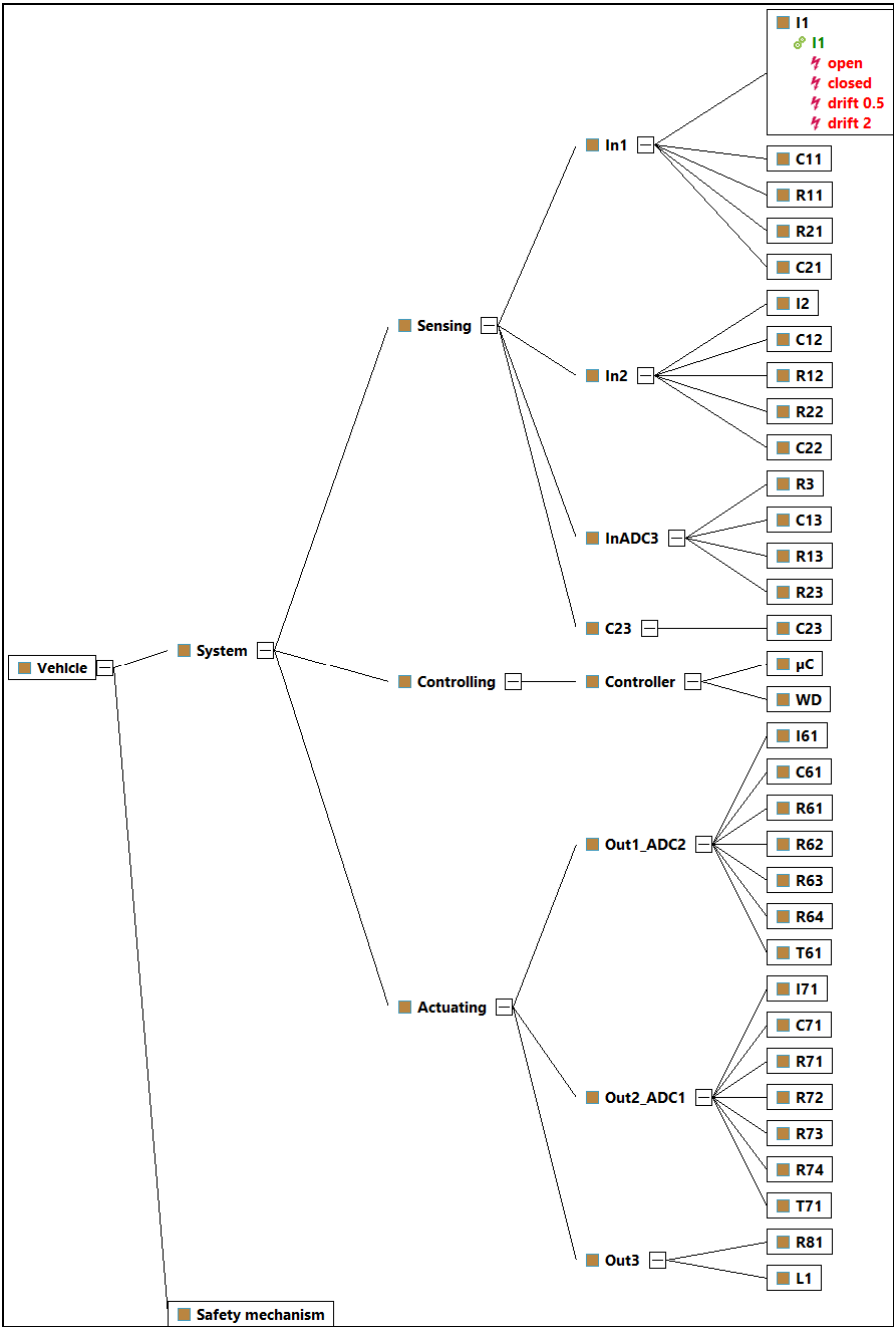 I1
I1
open
closed
drift 0.5
drift 2
In1
C11
R11
R21
C21
I2
Sensing
C12
In2
R12
R22
C22
R3
C13
InADC3
R13
R23
C23
C23
System
Vehicle
µC
Controlling
Controller
WD
I61
C61
R61
Out1_ADC2
R62
R63
R64
T61
I71
Actuating
C71
R71
Out2_ADC1
R72
R73
R74
T71
R81
Out3
L1
Safety mechanism